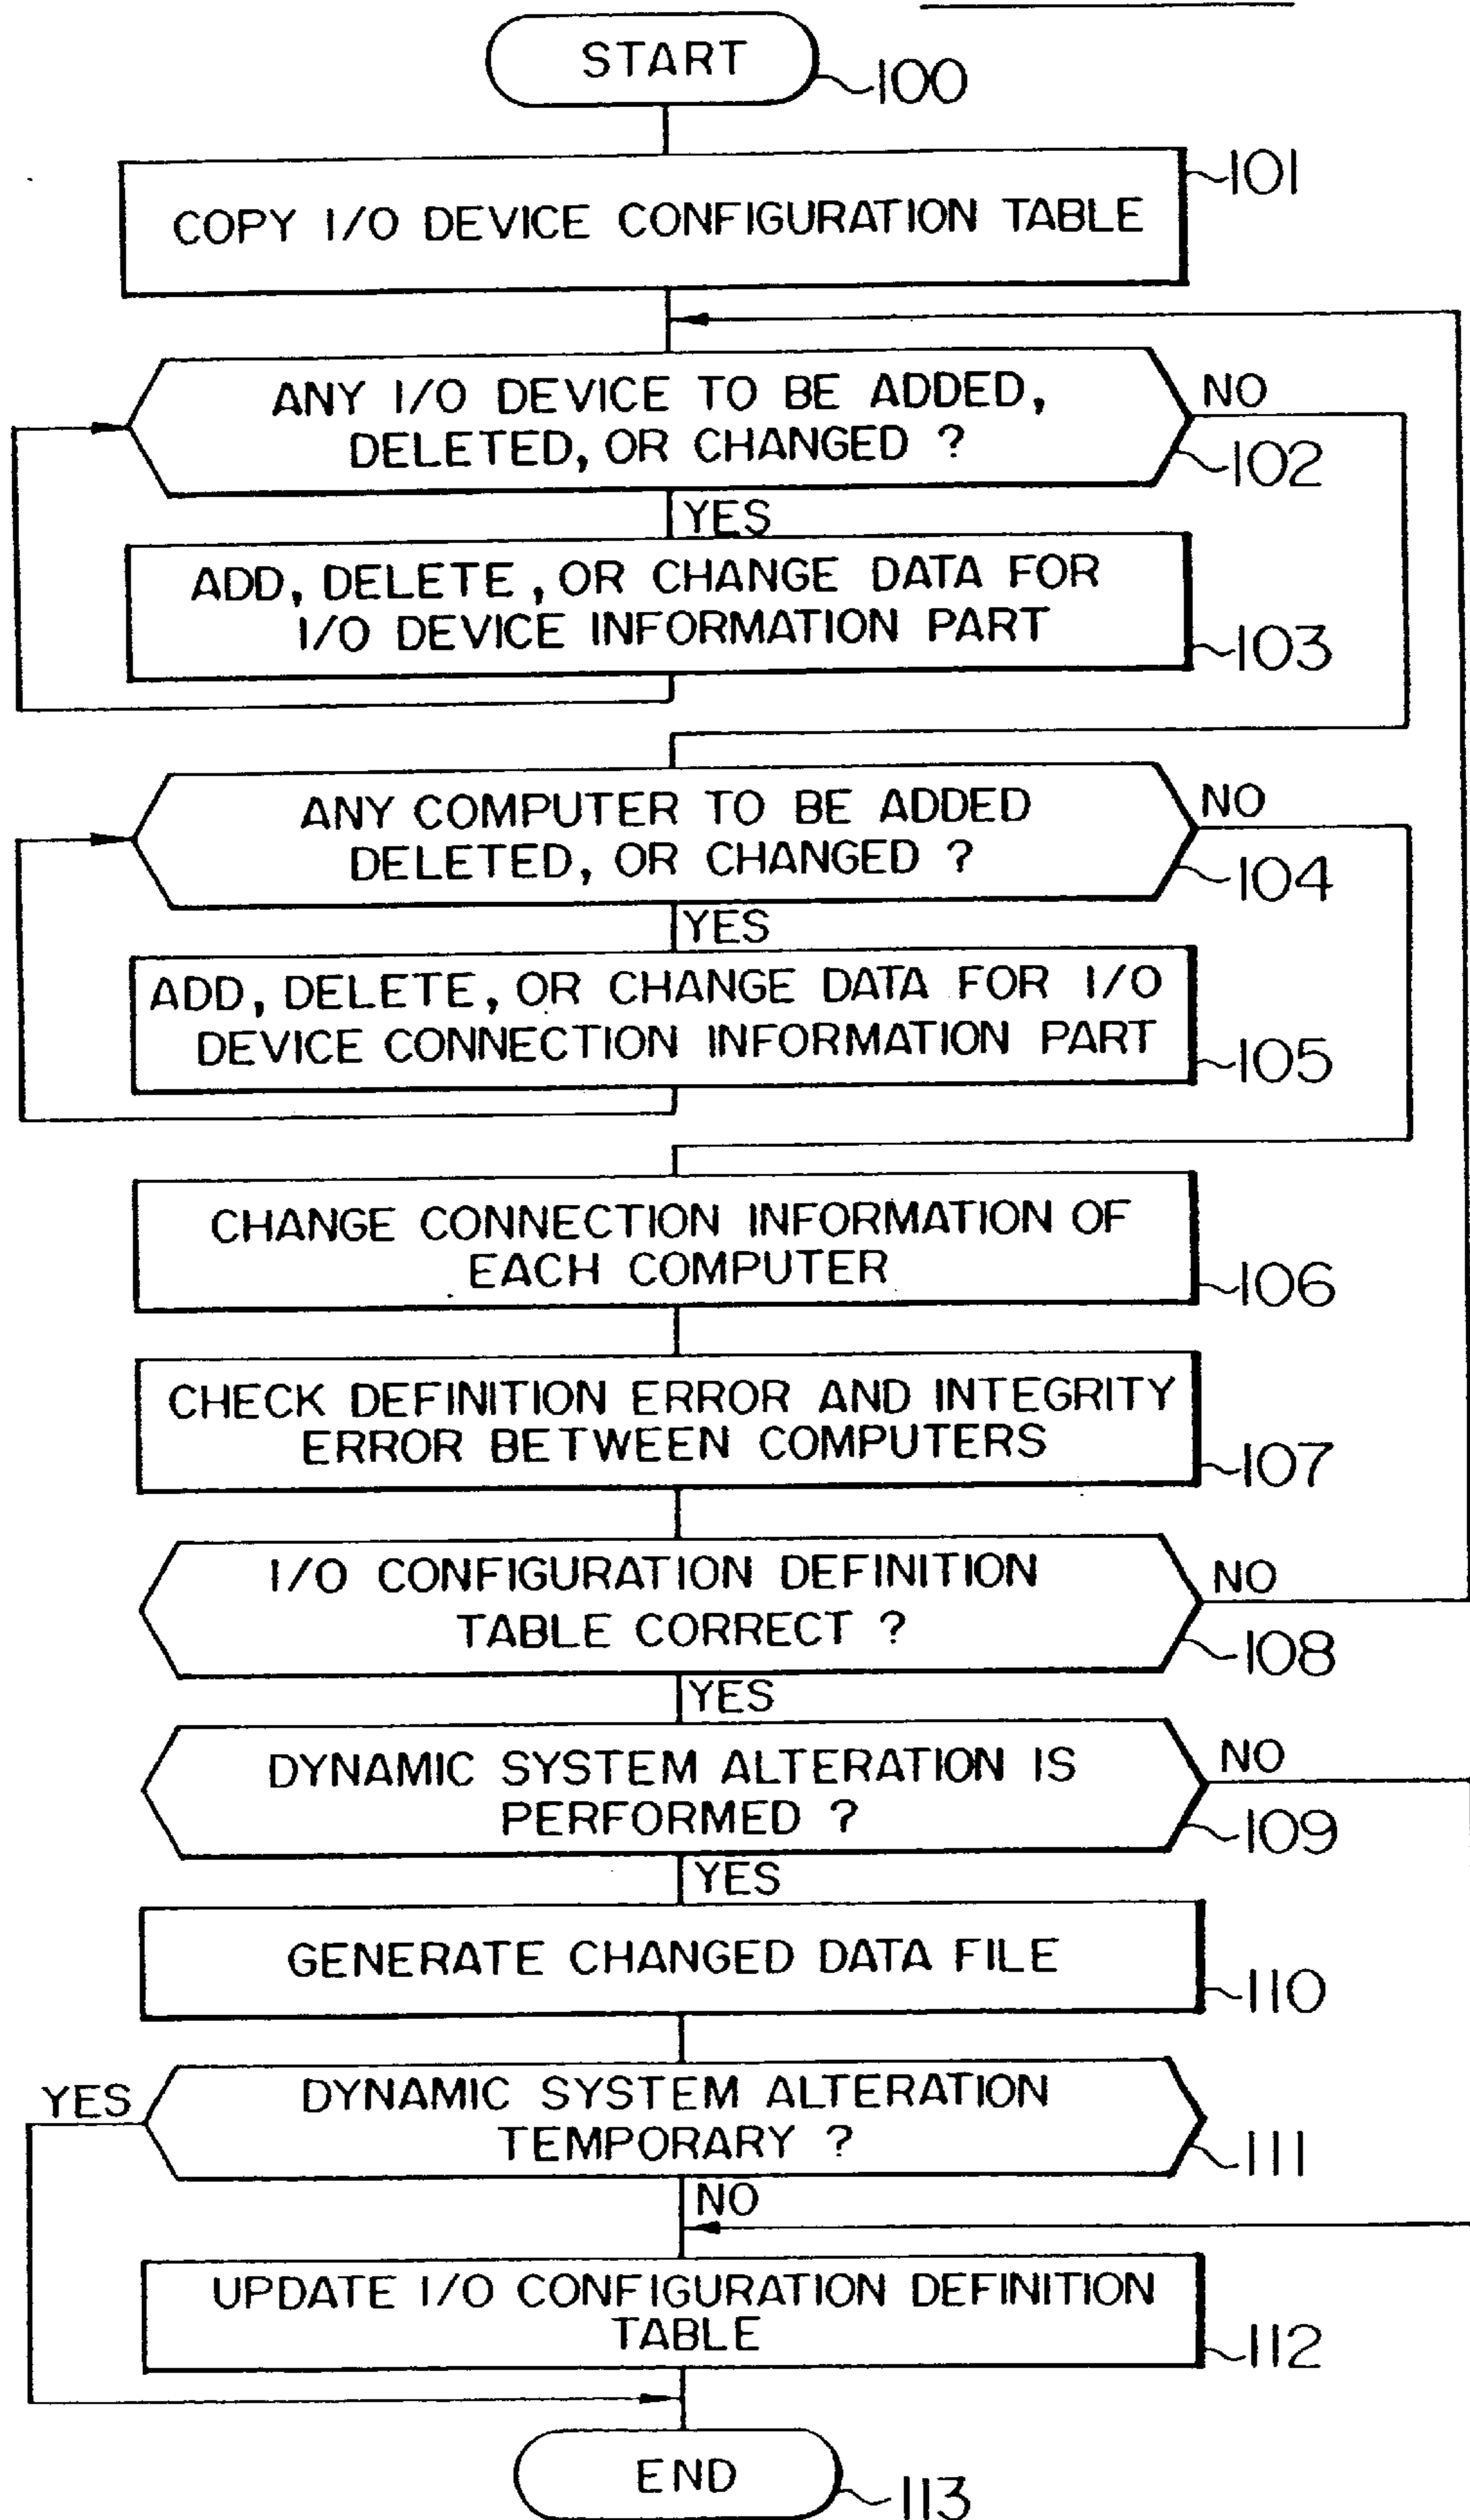 START
100
101
COPY I/O DEVICE CONFIGURATION TABLE
ANY I/O DEVICE TO BE ADDED,
DELETED, OR CHANGED ?
NO
102
YES
ADD, DELETE, OR CHANGE DATA FOR
I/O DEVICE INFORMATION PART
103
ANY COMPUTER TO BE ADDED
DELETED, OR CHANGED ?
NO
104
YES
ADD, DELETE, OR CHANGE DATA FOR I/O
DEVICE CONNECTION INFORMATION PART
105
CHANGE CONNECTION INFORMATION OF
EACH COMPUTER
106
CHECK DEFINITION ERROR AND INTEGRITY
ERROR BETWEEN COMPUTERS
107
I/O CONFIGURATION DEFINITION
TABLE CORRECT ?
NO
108
YES
DYNAMIC SYSTEM ALTERATION IS
PERFORMED ?
NO
109
YES
GENERATE CHANGED DATA FILE
110
YES
DYNAMIC SYSTEM ALTERATION
TEMPORARY ?
111
NO
UPDATE I/O CONFIGURATION DEFINITION
TABLE
112
END
113